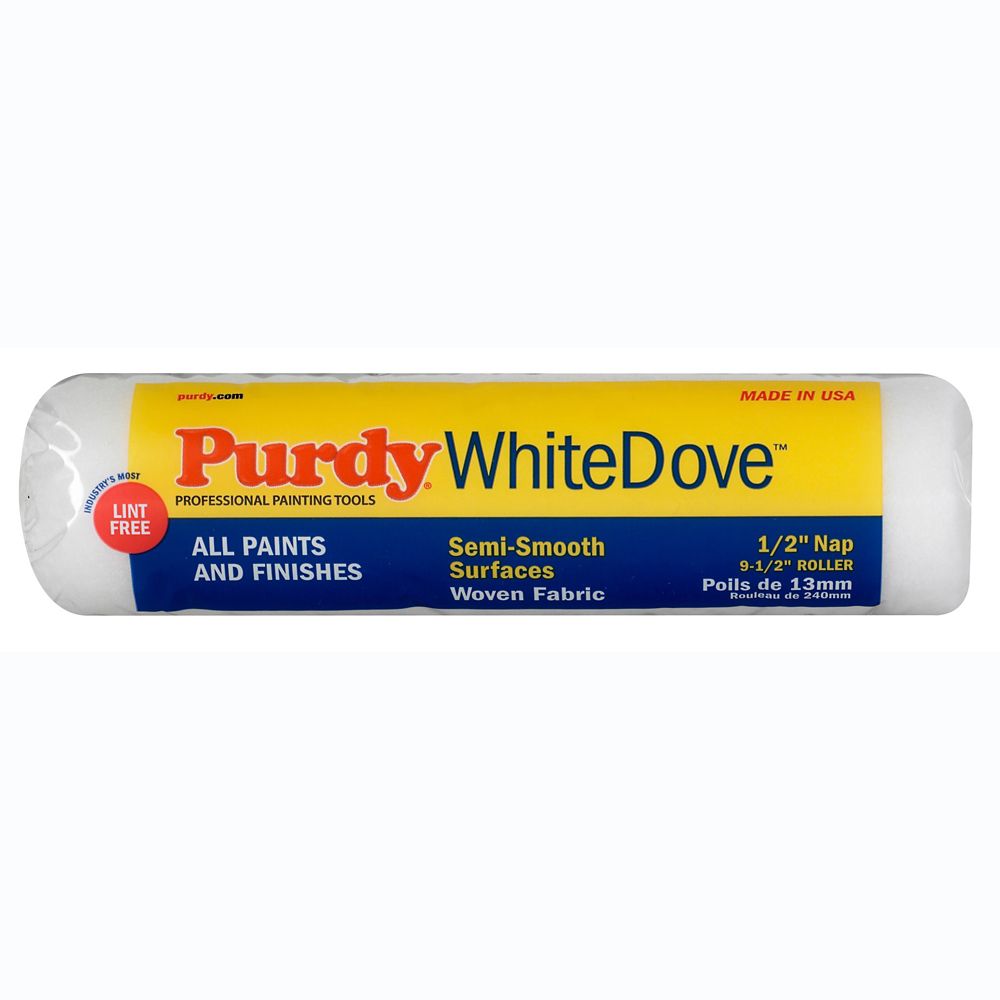 purdy.com
MADE IN USA
Purdy® WhiteDove™
PROFESSIONAL PAINTING TOOLS
INDUSTRY'S MOST
LINT
FREE
ALL PAINTS
AND FINISHES
Semi-Smooth
Surfaces
Woven Fabric
1/2" Nap
9-1/2" ROLLER
Poils de 13mm
Rouleau de 240mm